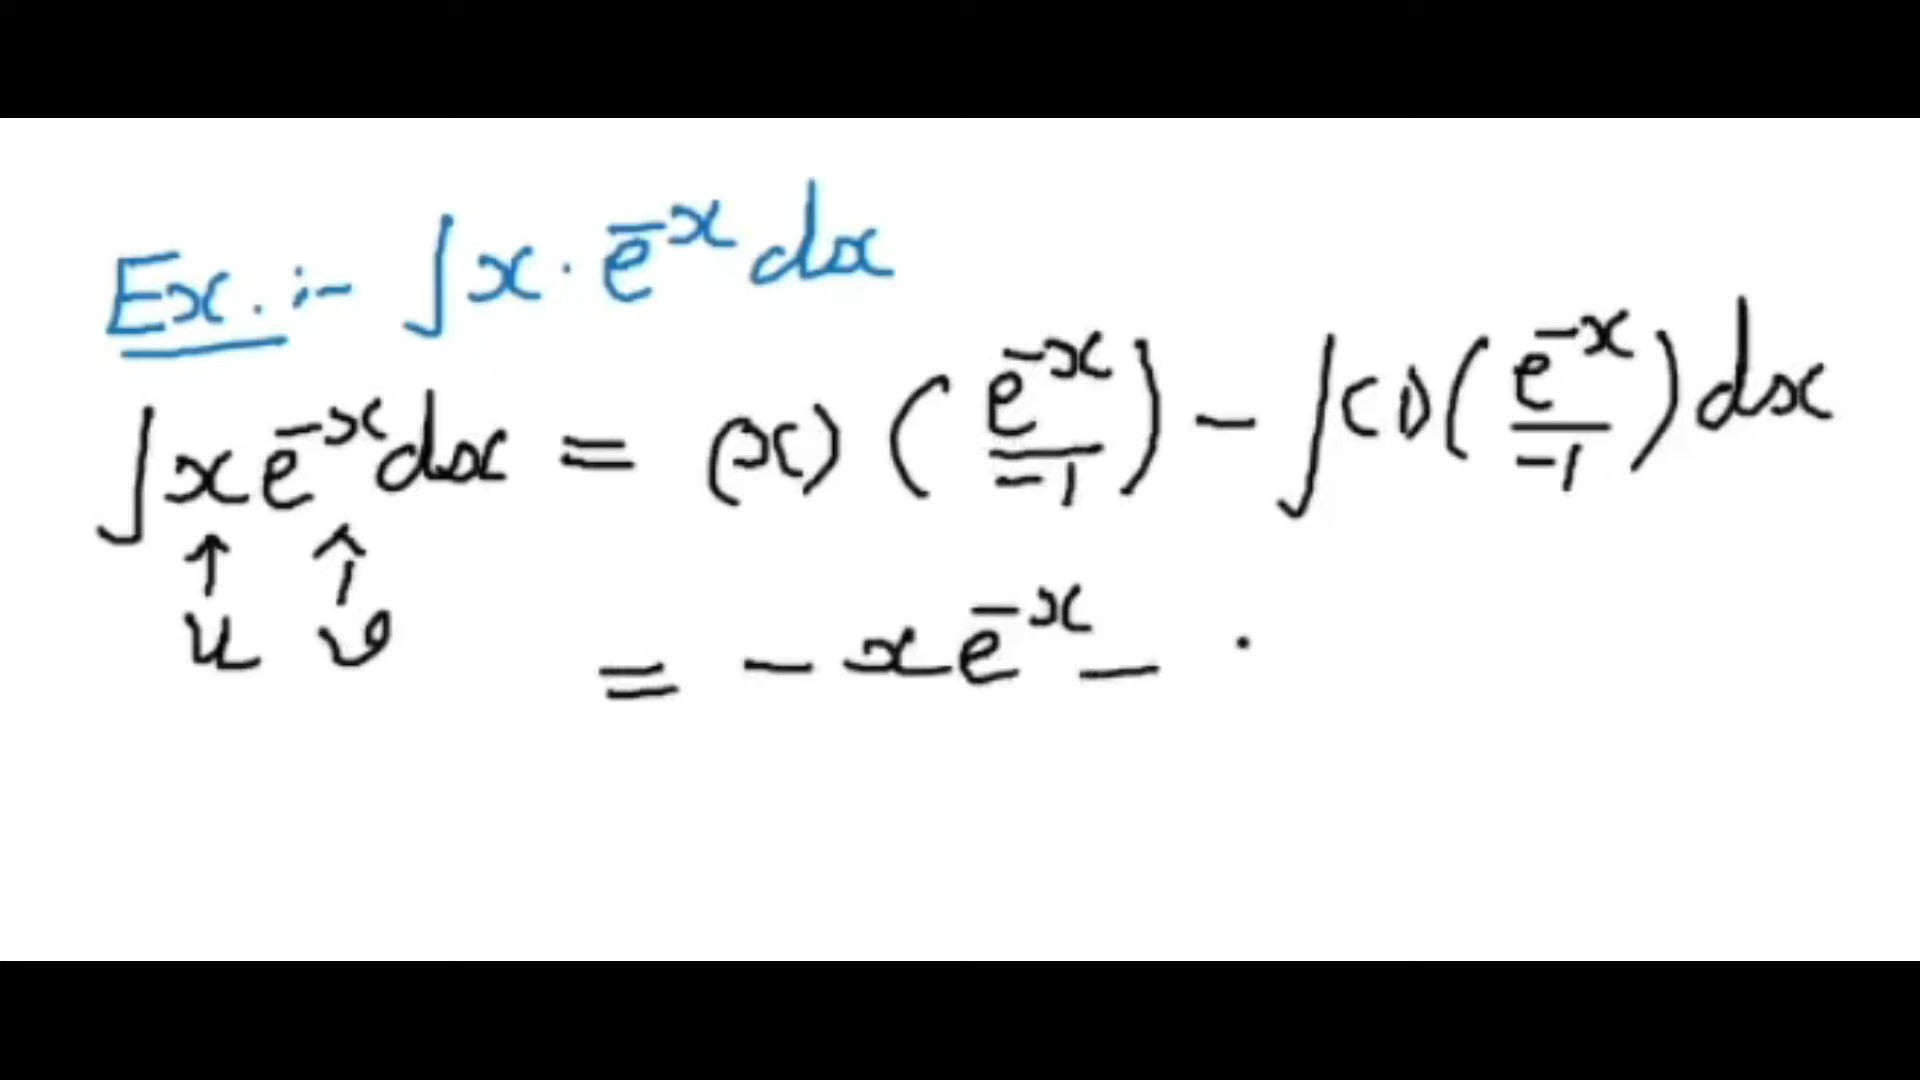 Ex. :- ∫x · e⁻ˣ dx
∫x e⁻ˣ dx = (x) (e⁻ˣ/-1) - ∫(1) (e⁻ˣ/-1) dx
↑ ↑
u v
= - x e⁻ˣ - ·